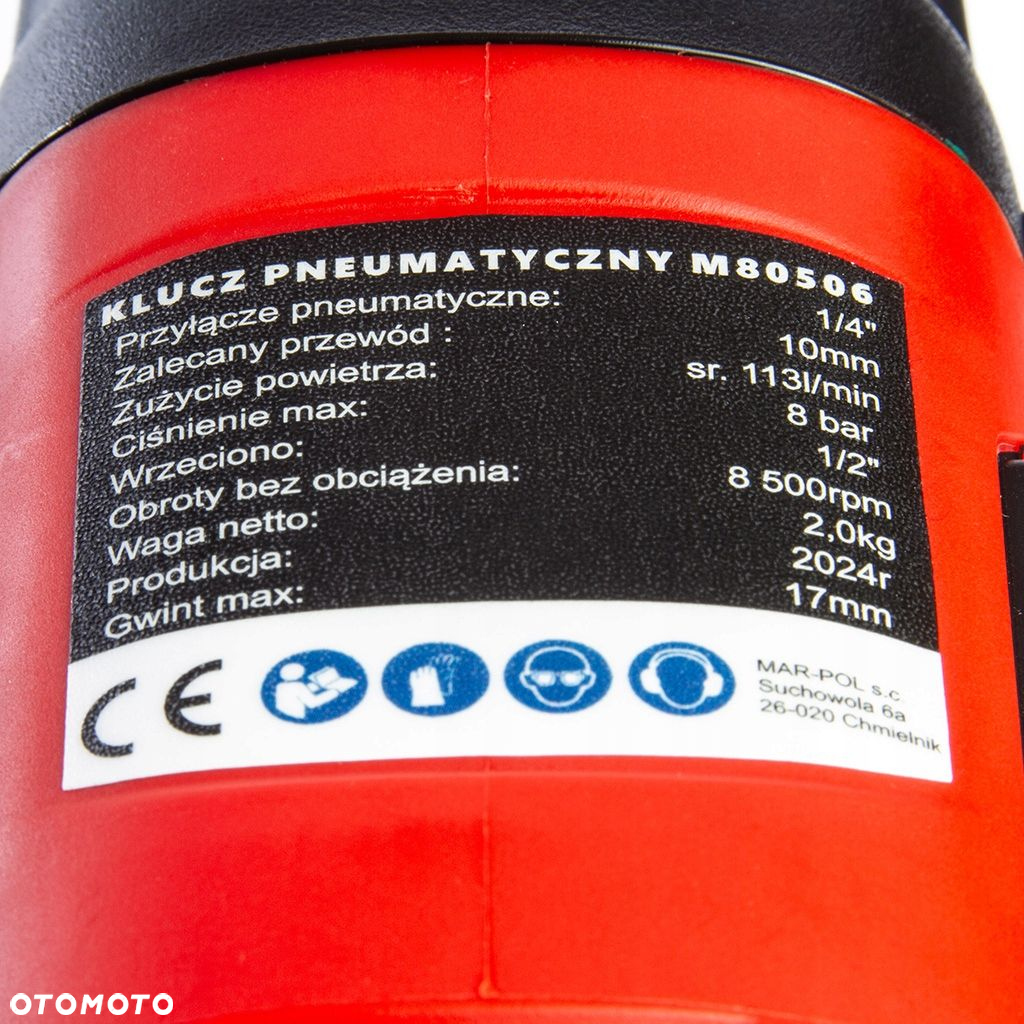 KLUCZ PNEUMATYCZNY M80506
Przyłącze pneumatyczne: 1/4"
Zalecany przewód : 10mm
Zużycie powietrza: sr. 113l/min
Ciśnienie max: 8 bar
Wrzeciono: 1/2"
Obroty bez obciążenia: 8 500rpm
Waga netto: 2,0kg
Produkcja: 2024r
Gwint max: 17mm
CE
MAR-POL s.c
Suchowola 6a
26-020 Chmielnik
OTOMOTO